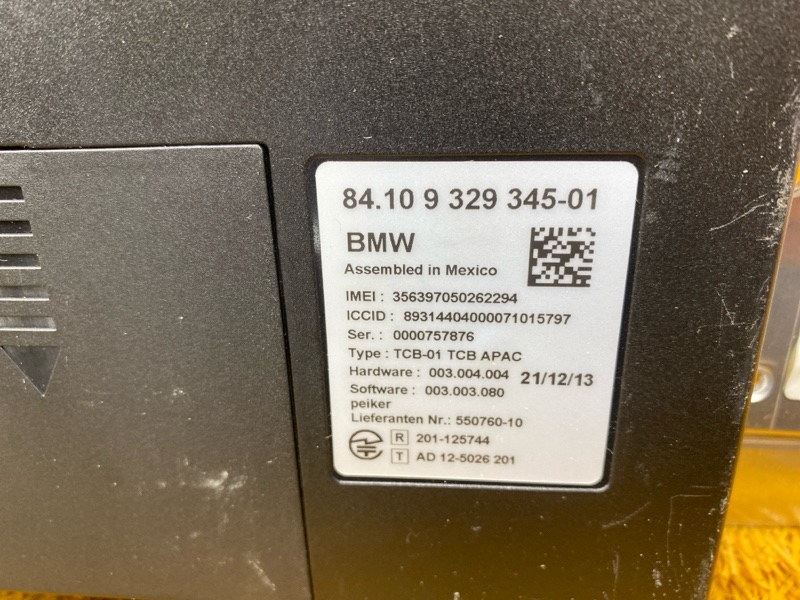 84.10 9 329 345-01
BMW
Assembled in Mexico
IMEI : 356397050262294
ICCID : 89314404000071015797
Ser. : 0000757876
Type : TCB-01 TCB APAC
Hardware : 003.004.004 21/12/13
Software : 003.003.080
peiker
Lieferanten Nr.: 550760-10
R 201-125744
T AD 12-5026 201